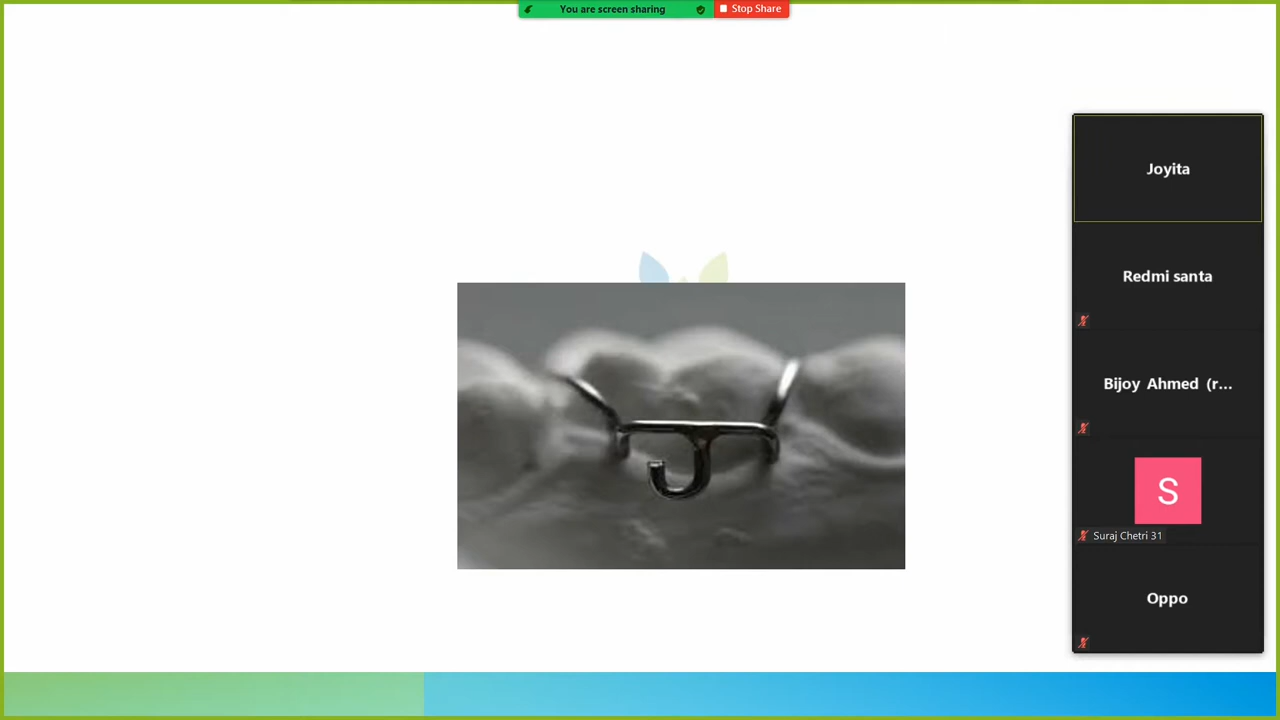 You are screen sharing
Stop Share
Joyita
Redmi santa
Bijoy Ahmed (r...
S
Suraj Chetri 31
Oppo